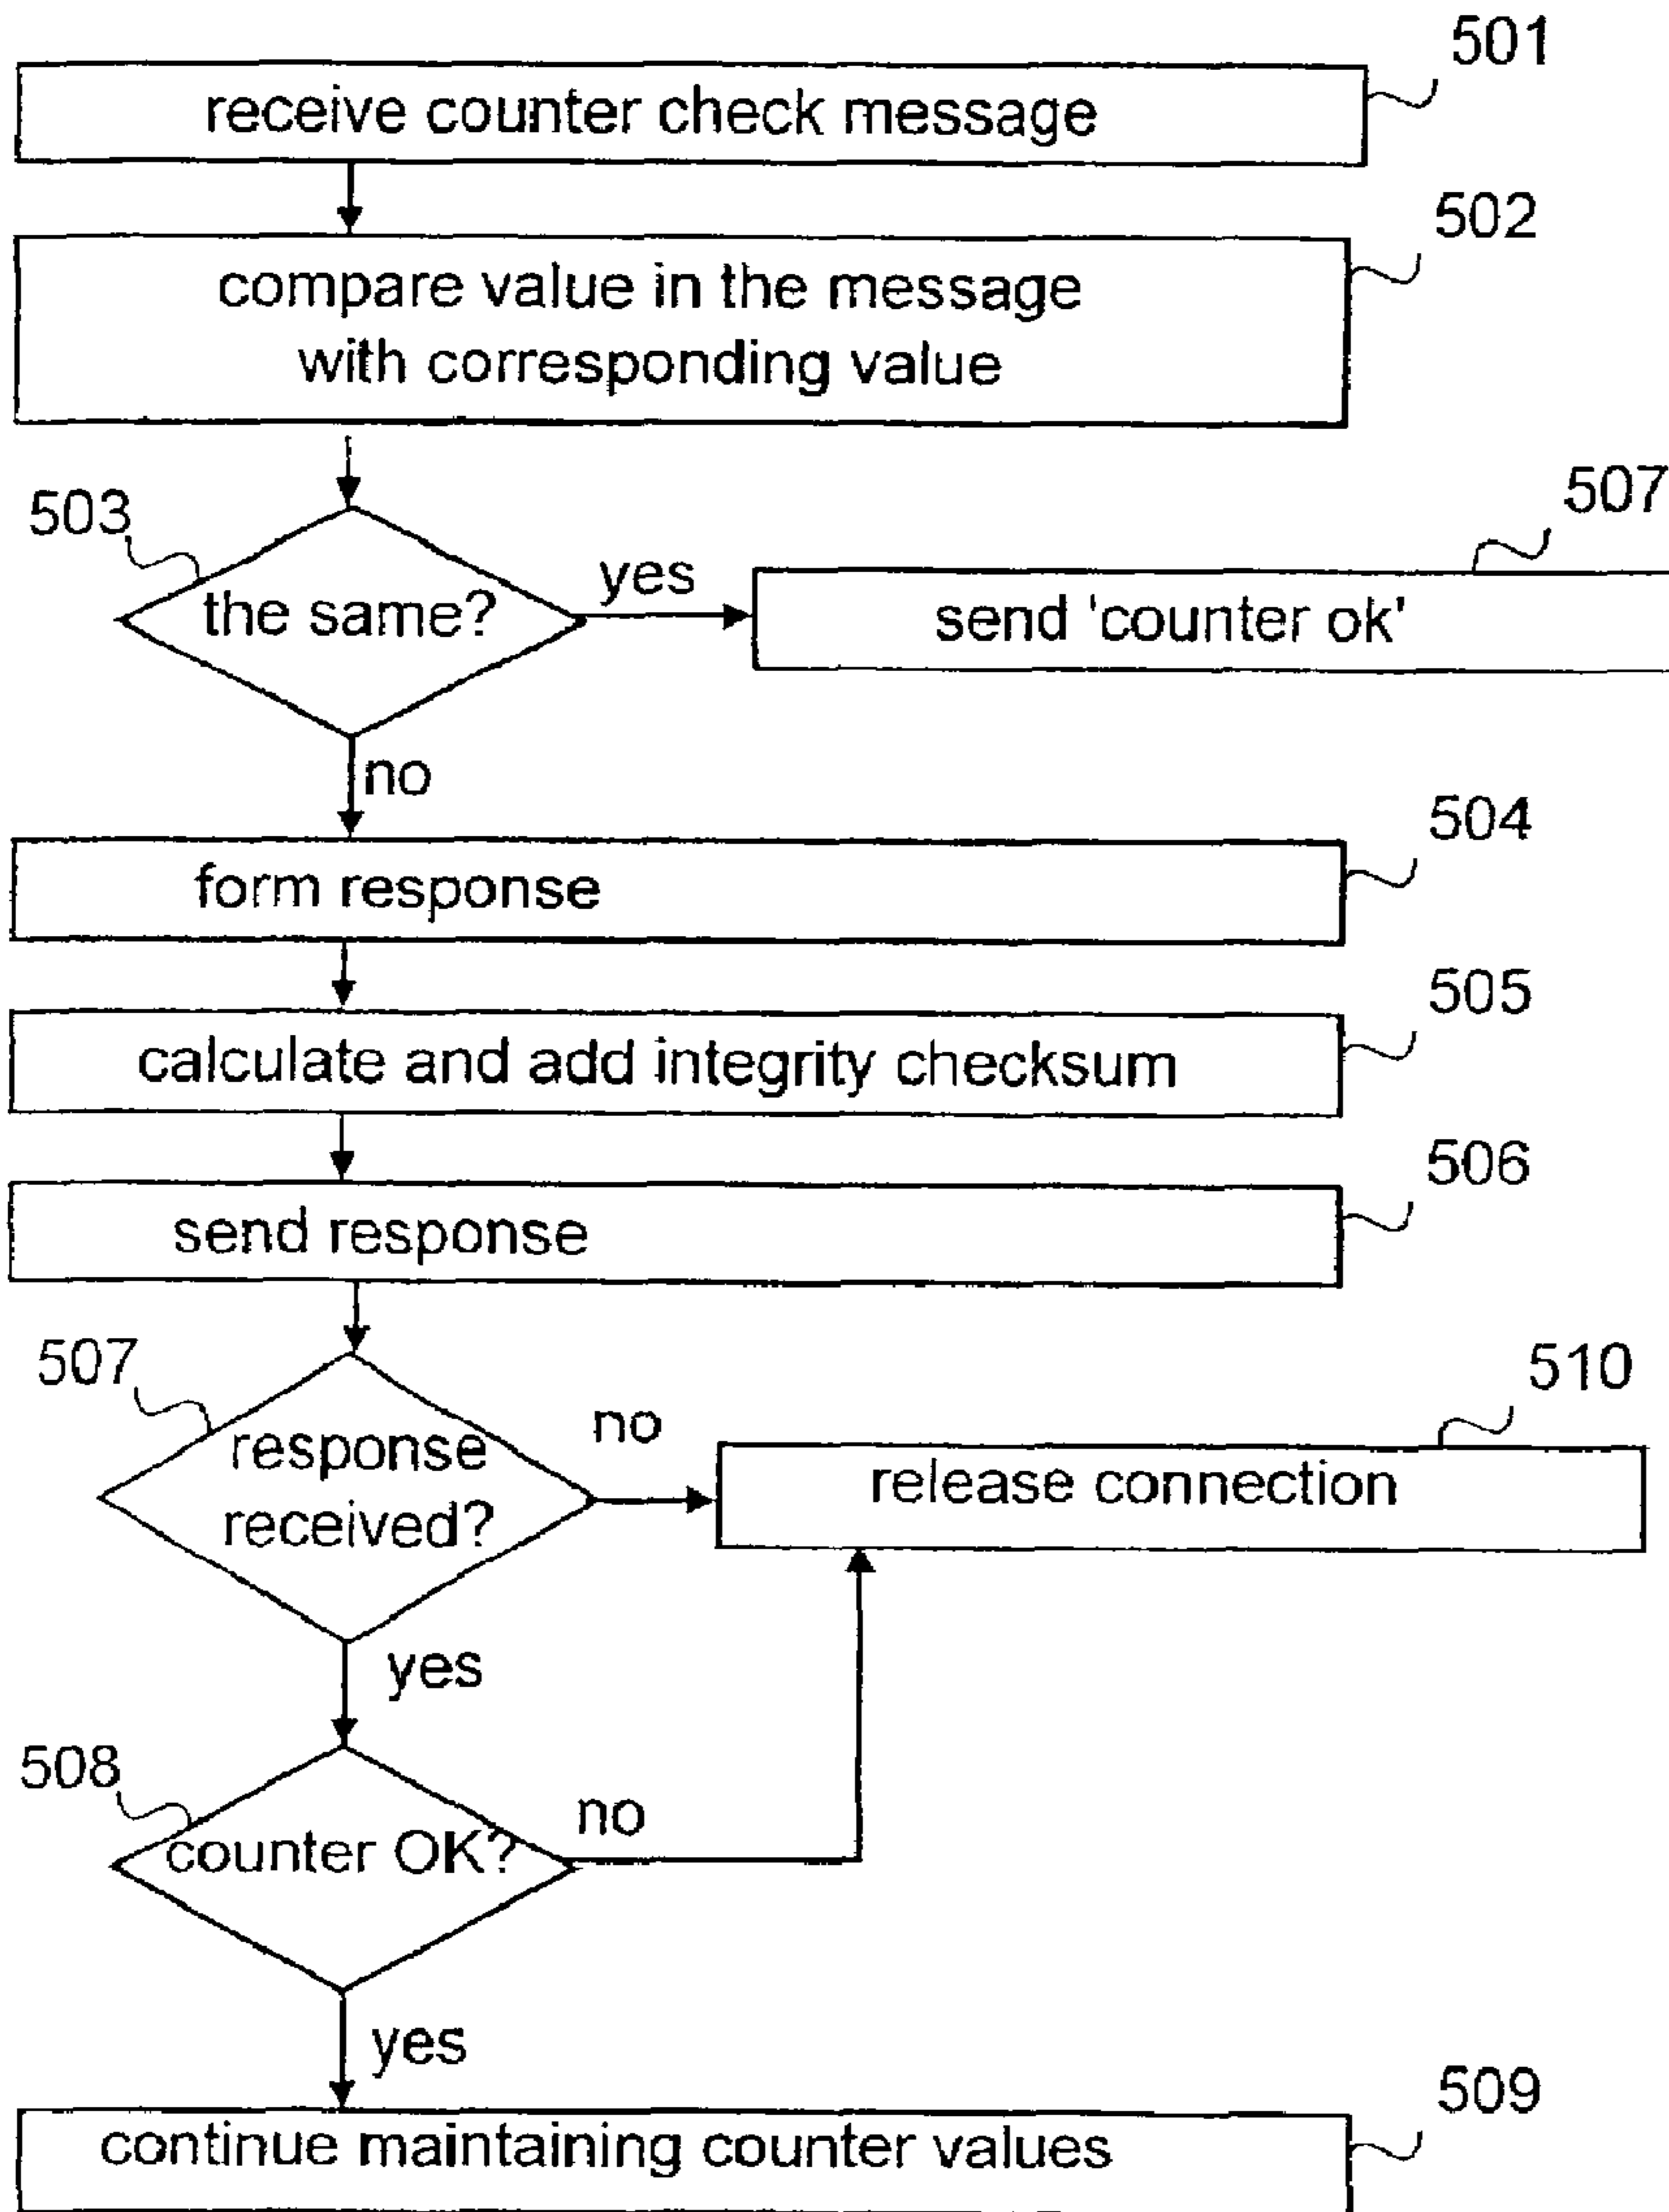 501
receive counter check message
502
compare value in the message
with corresponding value
503
the same?
yes
507
send 'counter ok'
no
504
form response
505
calculate and add integrity checksum
506
send response
507
response
received?
no
510
release connection
yes
508
counter OK?
no
yes
509
continue maintaining counter values